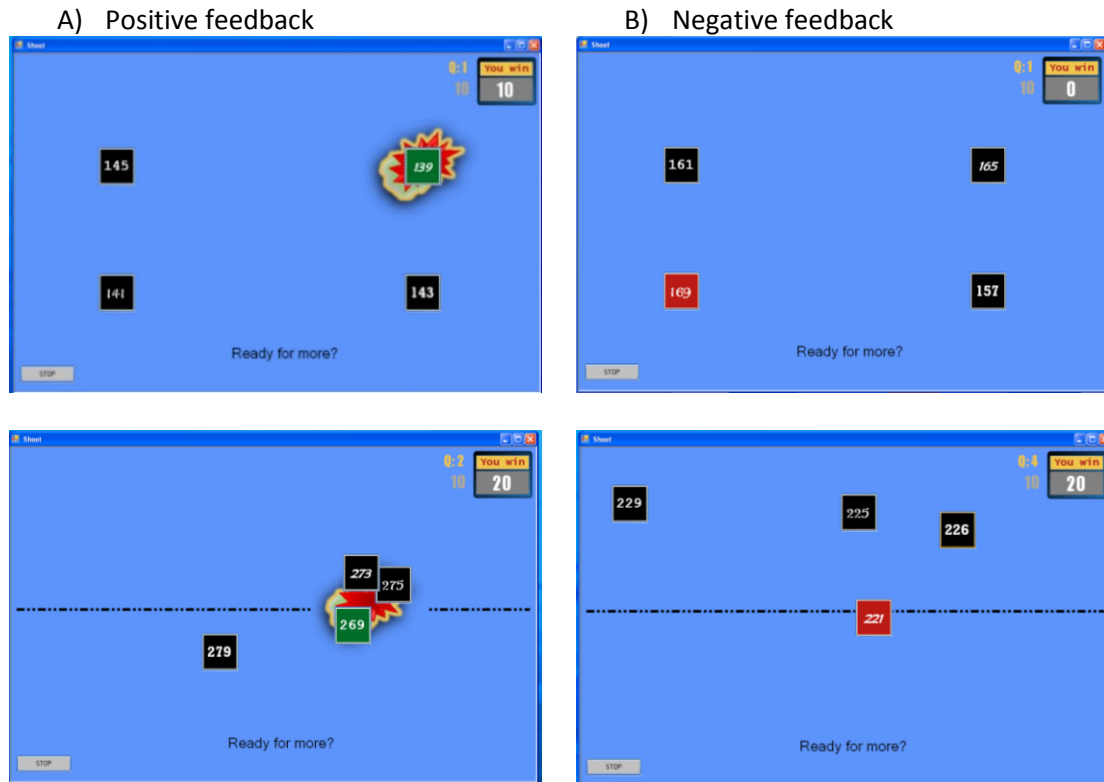 A) Positive feedback
B) Negative feedback
Shoot
Q:1 You win
10 10
145
139
141
143
Ready for more?
STOP
Shoot
Q:1 You win
10 0
161
165
169
157
Ready for more?
STOP
Shoot
Q:2 You win
10 20
273
275
269
279
Ready for more?
STOP
Shoot
Q:4 You win
10 20
229
225
226
221
Ready for more?
STOP